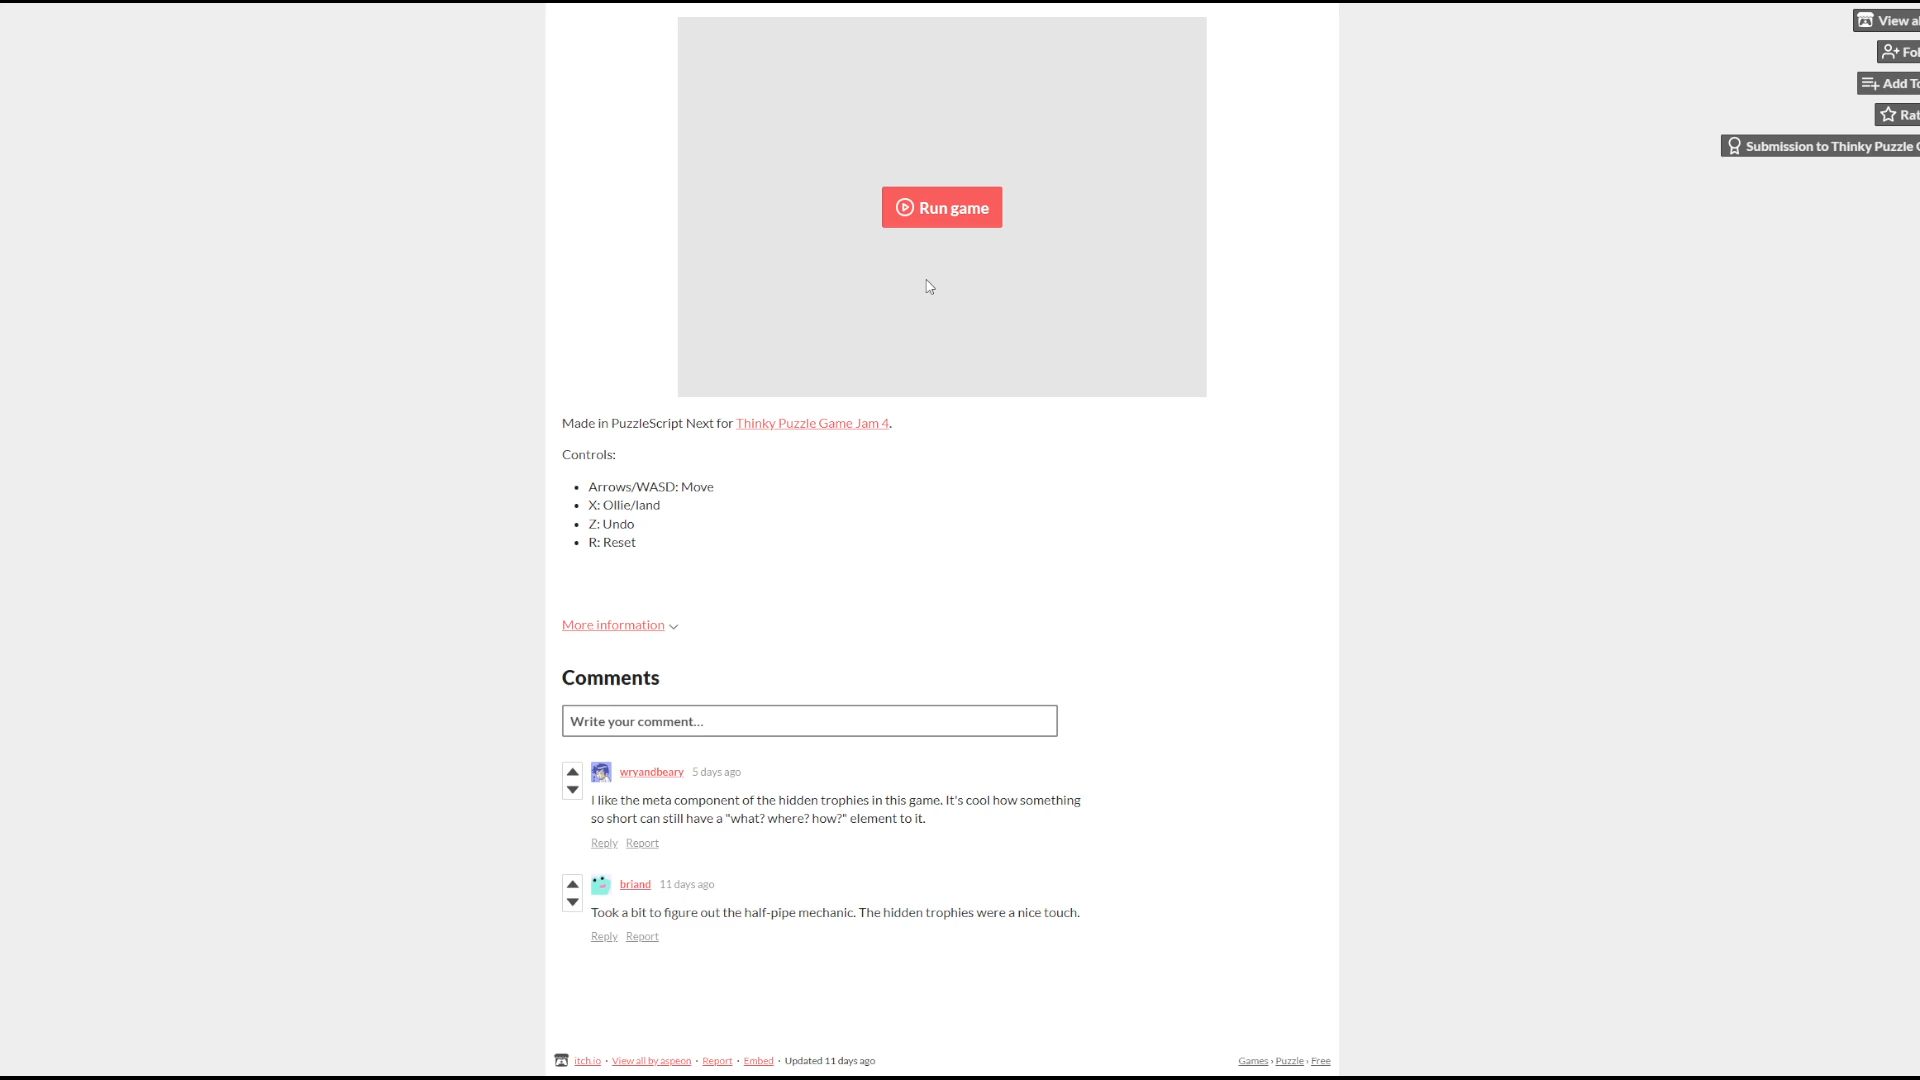 View
Add
Submission to Thinky Puzzle
Run game
Made in PuzzleScript Next for Thinky Puzzle Game Jam 4.
Controls:
• Arrows/WASD: Move
• X: Ollie/land
• Z: Undo
• R: Reset
More information
Comments
Write your comment...
wryandbeary 5 days ago
I like the meta component of the hidden trophies in this game. It's cool how something
so short can still have a "what? where? how?" element to it.
Reply Report
briand 11 days ago
Took a bit to figure out the half-pipe mechanic. The hidden trophies were a nice touch.
Reply Report
itch.io · View all by aspeon · Report · Embed · Updated 11 days ago
Games › Puzzle › Free